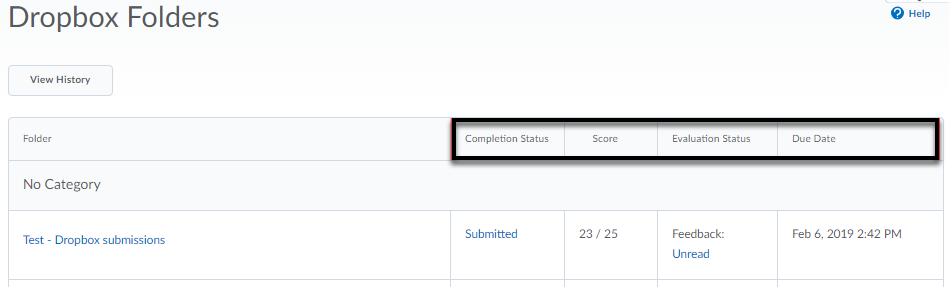 Dropbox Folders
Help
View History
Folder Completion Status Score Evaluation Status Due Date
No Category
Test - Dropbox submissions Submitted 23 / 25 Feedback: Feb 6, 2019 2:42 PM
Unread